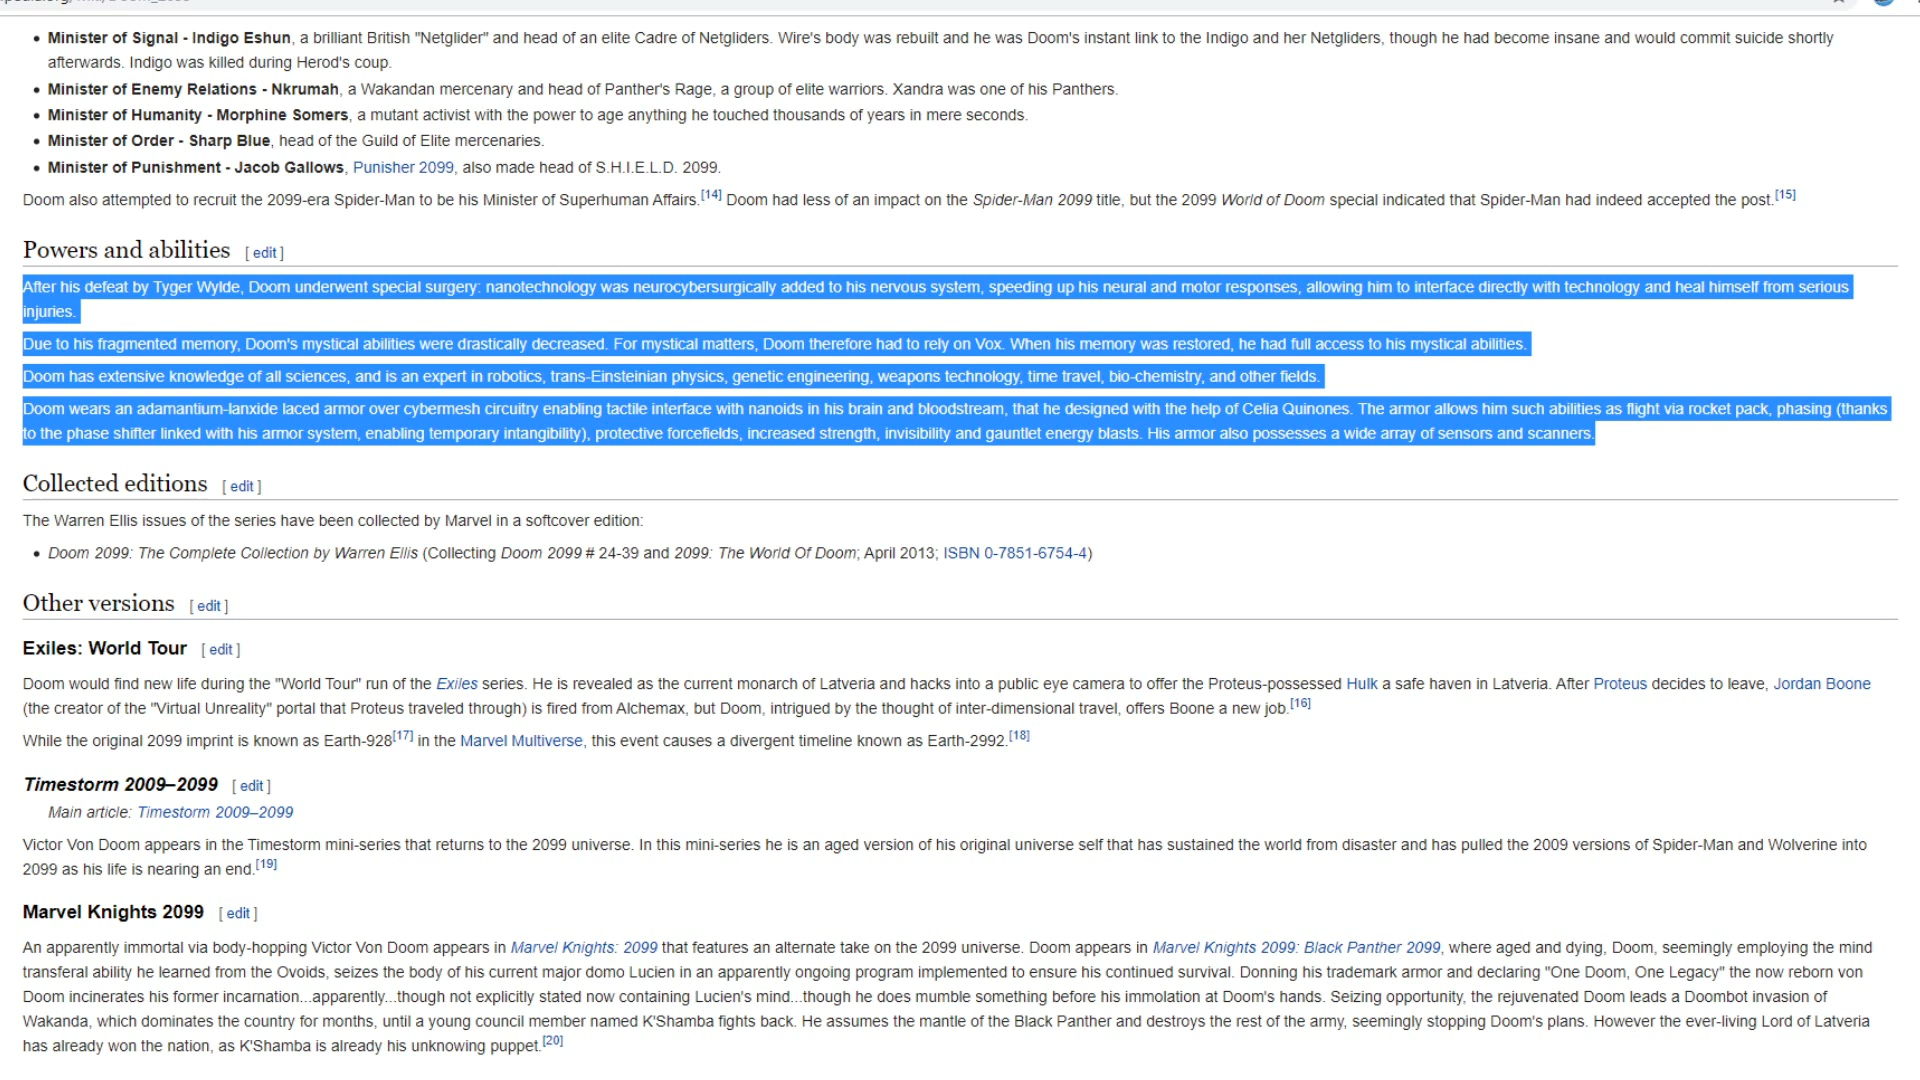 Minister of Signal - Indigo Eshun, a brilliant British "Netglider" and head of an elite Cadre of Netgliders. Wire's body was rebuilt and he was Doom's instant link to the Indigo and her Netgliders, though he had become insane and would commit suicide shortly
afterwards. Indigo was killed during Herod's coup.
Minister of Enemy Relations - Nkrumah, a Wakandan mercenary and head of Panther's Rage, a group of elite warriors. Xandra was one of his Panthers.
Minister of Humanity - Morphine Somers, a mutant activist with the power to age anything he touched thousands of years in mere seconds.
Minister of Order - Sharp Blue, head of the Guild of Elite mercenaries.
Minister of Punishment - Jacob Gallows, Punisher 2099, also made head of S.H.I.E.L.D. 2099.
Doom also attempted to recruit the 2099-era Spider-Man to be his Minister of Superhuman Affairs.[14] Doom had less of an impact on the Spider-Man 2099 title, but the 2099 World of Doom special indicated that Spider-Man had indeed accepted the post.[15]
Powers and abilities [ edit ]
After his defeat by Tyger Wylde, Doom underwent special surgery: nanotechnology was neurocybersurgically added to his nervous system, speeding up his neural and motor responses, allowing him to interface directly with technology and heal himself from serious
injuries.
Due to his fragmented memory, Doom's mystical abilities were drastically decreased. For mystical matters, Doom therefore had to rely on Vox. When his memory was restored, he had full access to his mystical abilities.
Doom has extensive knowledge of all sciences, and is an expert in robotics, trans-Einsteinian physics, genetic engineering, weapons technology, time travel, bio-chemistry, and other fields.
Doom wears an adamantium-lanxide laced armor over cybermesh circuitry enabling tactile interface with nanoids in his brain and bloodstream, that he designed with the help of Celia Quinones. The armor allows him such abilities as flight via rocket pack, phasing (thanks
to the phase shifter linked with his armor system, enabling temporary intangibility), protective forcefields, increased strength, invisibility and gauntlet energy blasts. His armor also possesses a wide array of sensors and scanners.
Collected editions [ edit ]
The Warren Ellis issues of the series have been collected by Marvel in a softcover edition:
Doom 2099: The Complete Collection by Warren Ellis (Collecting Doom 2099 # 24-39 and 2099: The World Of Doom; April 2013; ISBN 0-7851-6754-4)
Other versions [ edit ]
Exiles: World Tour [ edit ]
Doom would find new life during the "World Tour" run of the Exiles series. He is revealed as the current monarch of Latveria and hacks into a public eye camera to offer the Proteus-possessed Hulk a safe haven in Latveria. After Proteus decides to leave, Jordan Boone
(the creator of the "Virtual Unreality" portal that Proteus traveled through) is fired from Alchemax, but Doom, intrigued by the thought of inter-dimensional travel, offers Boone a new job.[16]
While the original 2099 imprint is known as Earth-928[17] in the Marvel Multiverse, this event causes a divergent timeline known as Earth-2992.[18]
Timestorm 2009–2099 [ edit ]
Main article: Timestorm 2009–2099
Victor Von Doom appears in the Timestorm mini-series that returns to the 2099 universe. In this mini-series he is an aged version of his original universe self that has sustained the world from disaster and has pulled the 2009 versions of Spider-Man and Wolverine into
2099 as his life is nearing an end.[19]
Marvel Knights 2099 [ edit ]
An apparently immortal via body-hopping Victor Von Doom appears in Marvel Knights: 2099 that features an alternate take on the 2099 universe. Doom appears in Marvel Knights 2099: Black Panther 2099, where aged and dying, Doom, seemingly employing the mind
transferal ability he learned from the Ovoids, seizes the body of his current major domo Lucien in an apparently ongoing program implemented to ensure his continued survival. Donning his trademark armor and declaring "One Doom, One Legacy" the now reborn von
Doom incinerates his former incarnation...apparently...though not explicitly stated now containing Lucien's mind...though he does mumble something before his immolation at Doom's hands. Seizing opportunity, the rejuvenated Doom leads a Doombot invasion of
Wakanda, which dominates the country for months, until a young council member named K'Shamba fights back. He assumes the mantle of the Black Panther and destroys the rest of the army, seemingly stopping Doom's plans. However the ever-living Lord of Latveria
has already won the nation, as K'Shamba is already his unknowing puppet.[20]